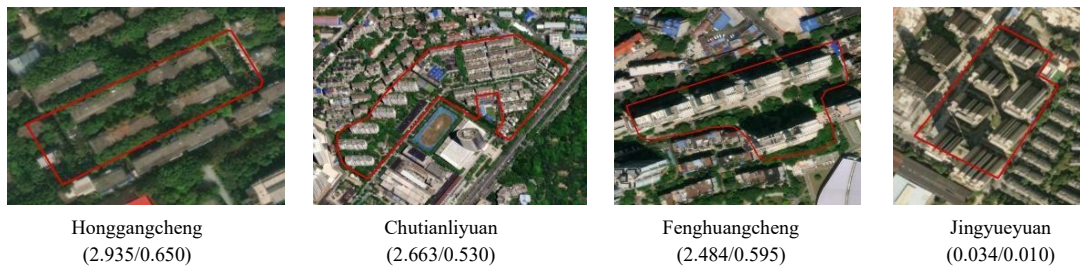 Honggangcheng
(2.935/0.650)
Chutianliyuan
(2.663/0.530)
Fenghuangcheng
(2.484/0.595)
Jingyueyuan
(0.034/0.010)